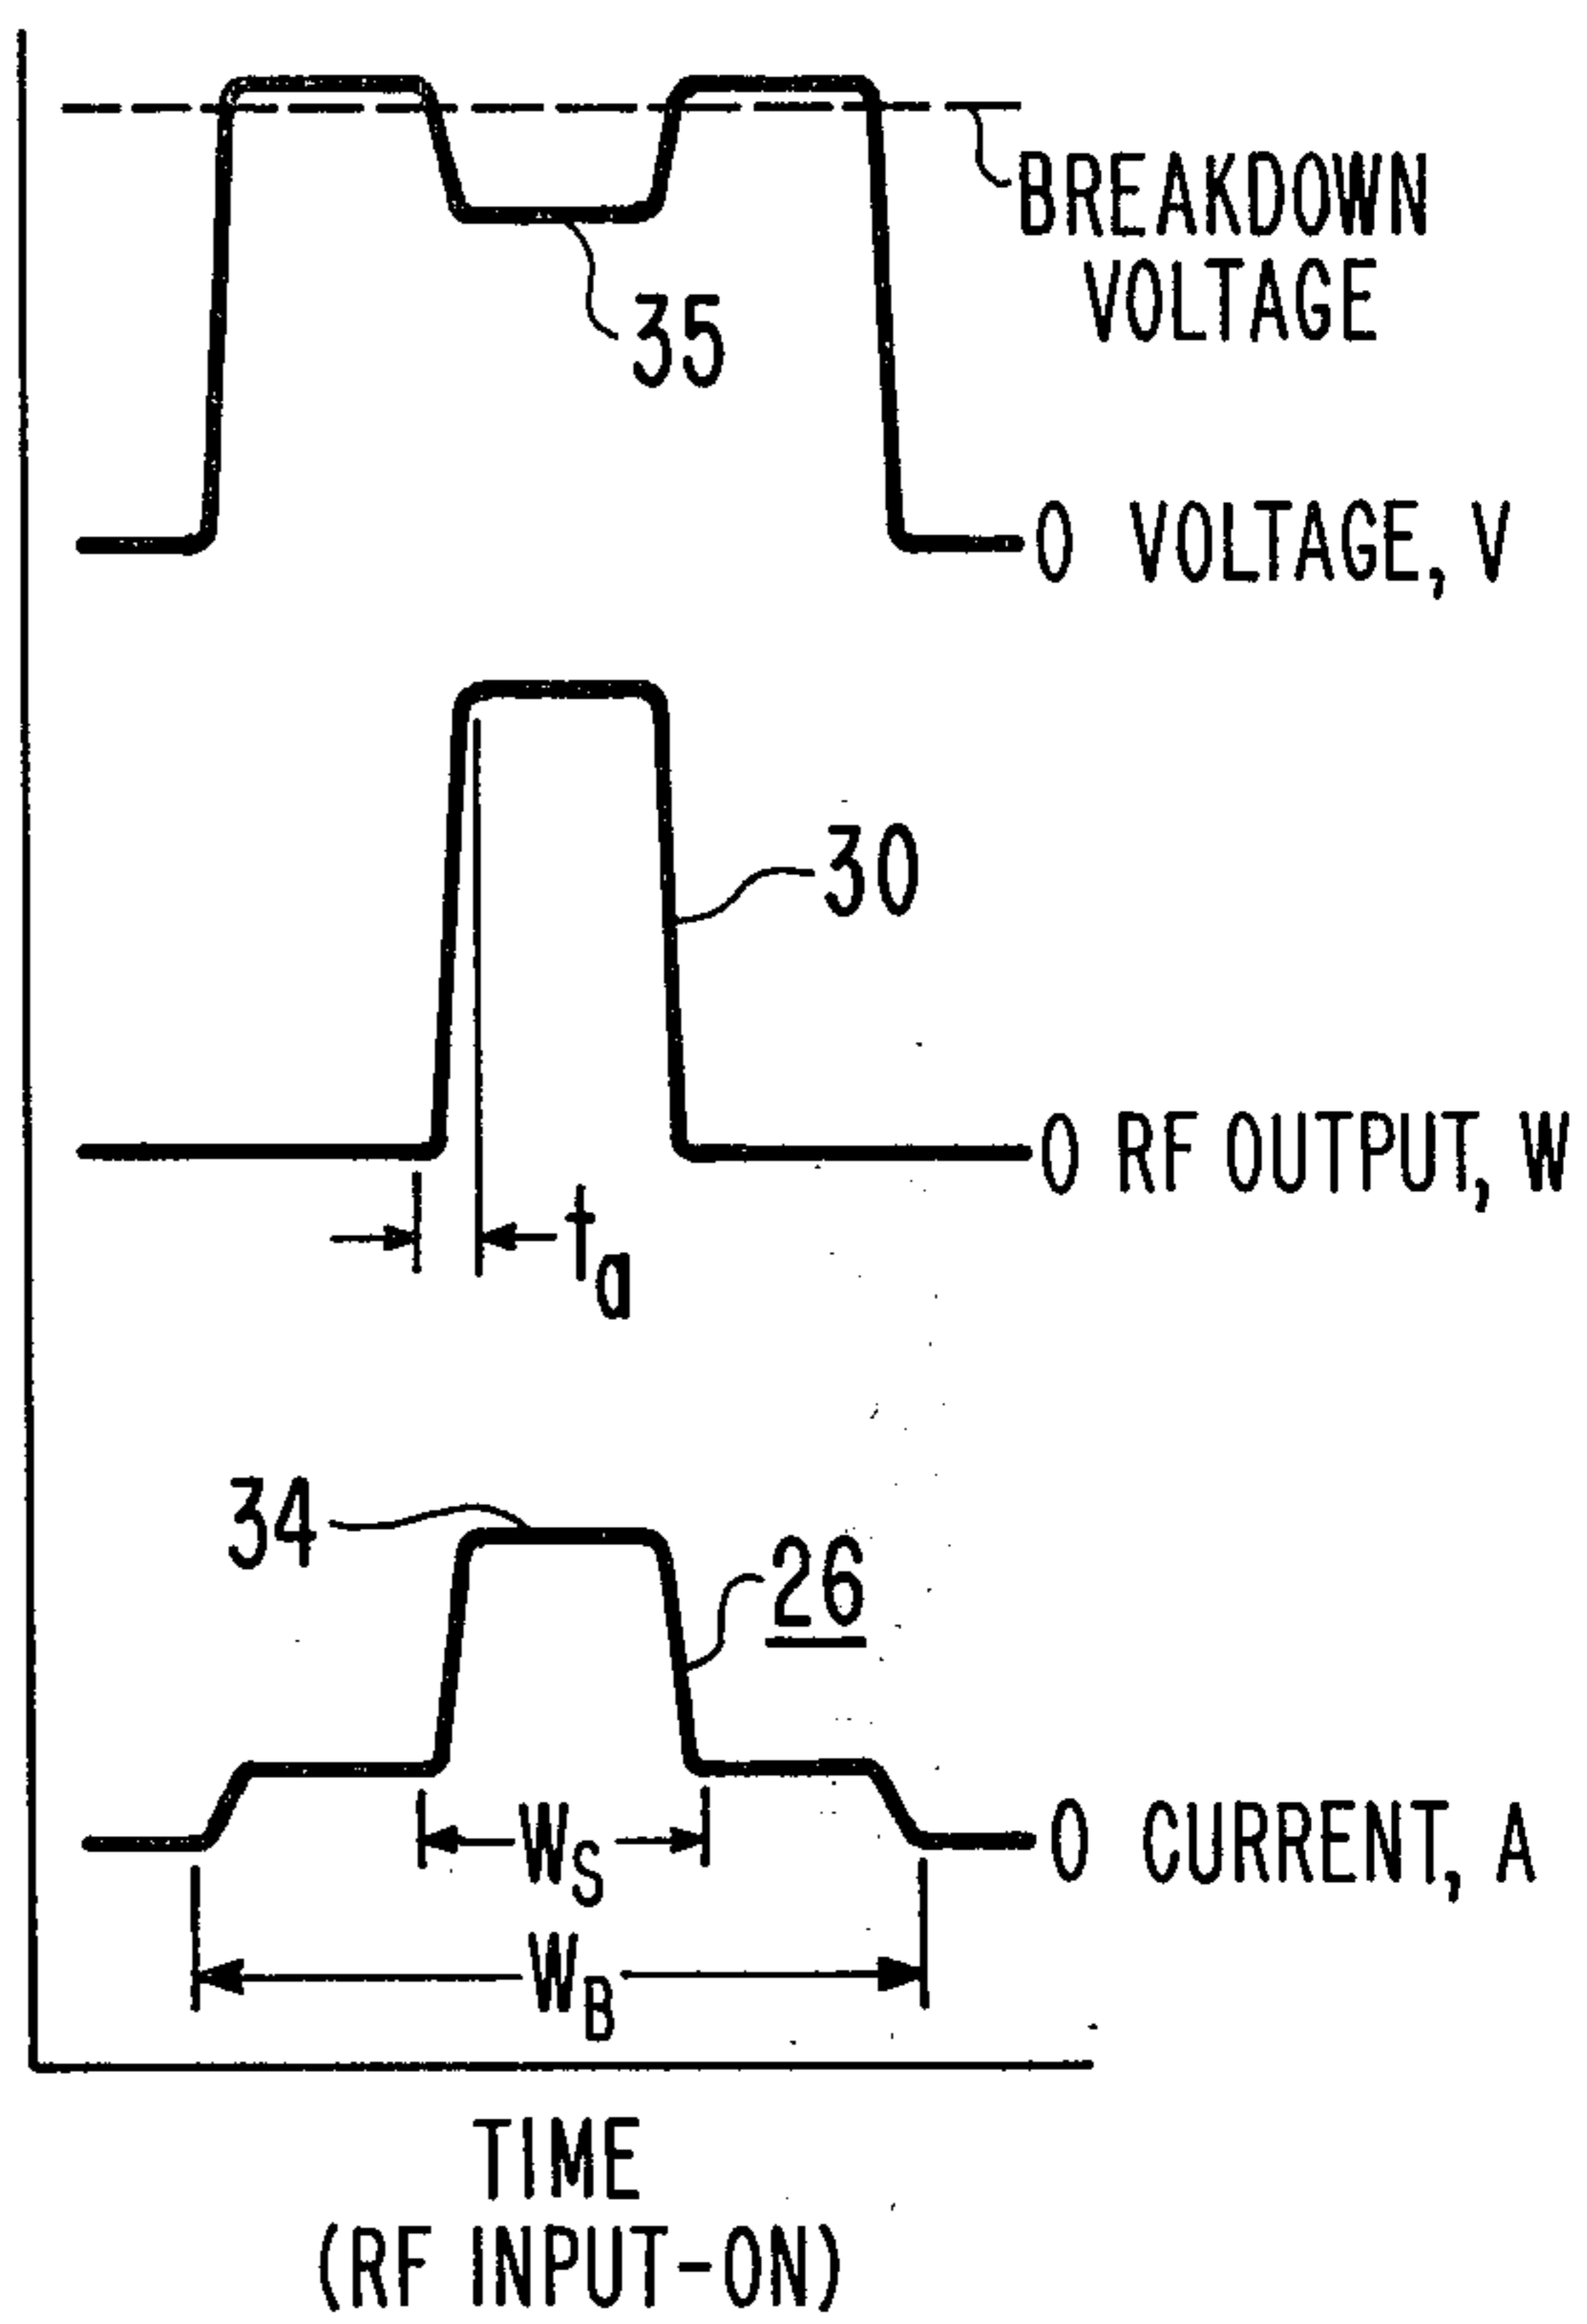 BREAKDOWN
VOLTAGE
35
0 VOLTAGE, V
30
0 RF OUTPUT, W
ta
34
26
WS
0 CURRENT, A
WB
TIME
(RF INPUT-ON)